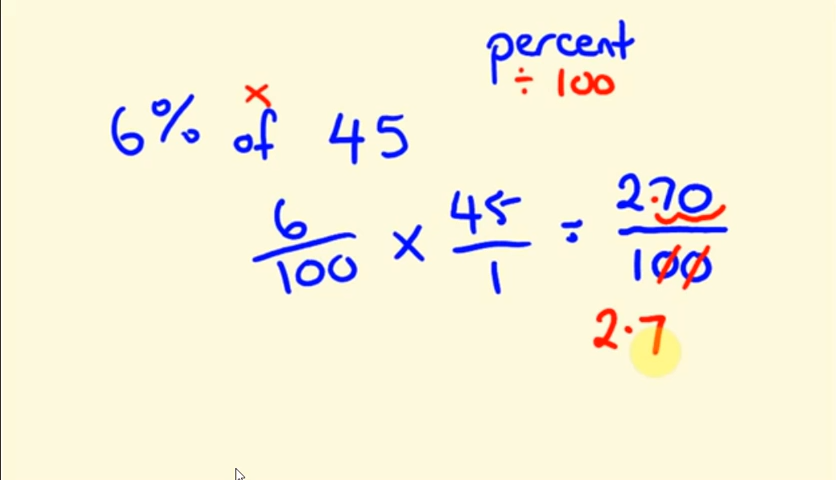 percent
÷ 100
×
6% of 45
6/100 × 45/1 = 2.70/100
2.7